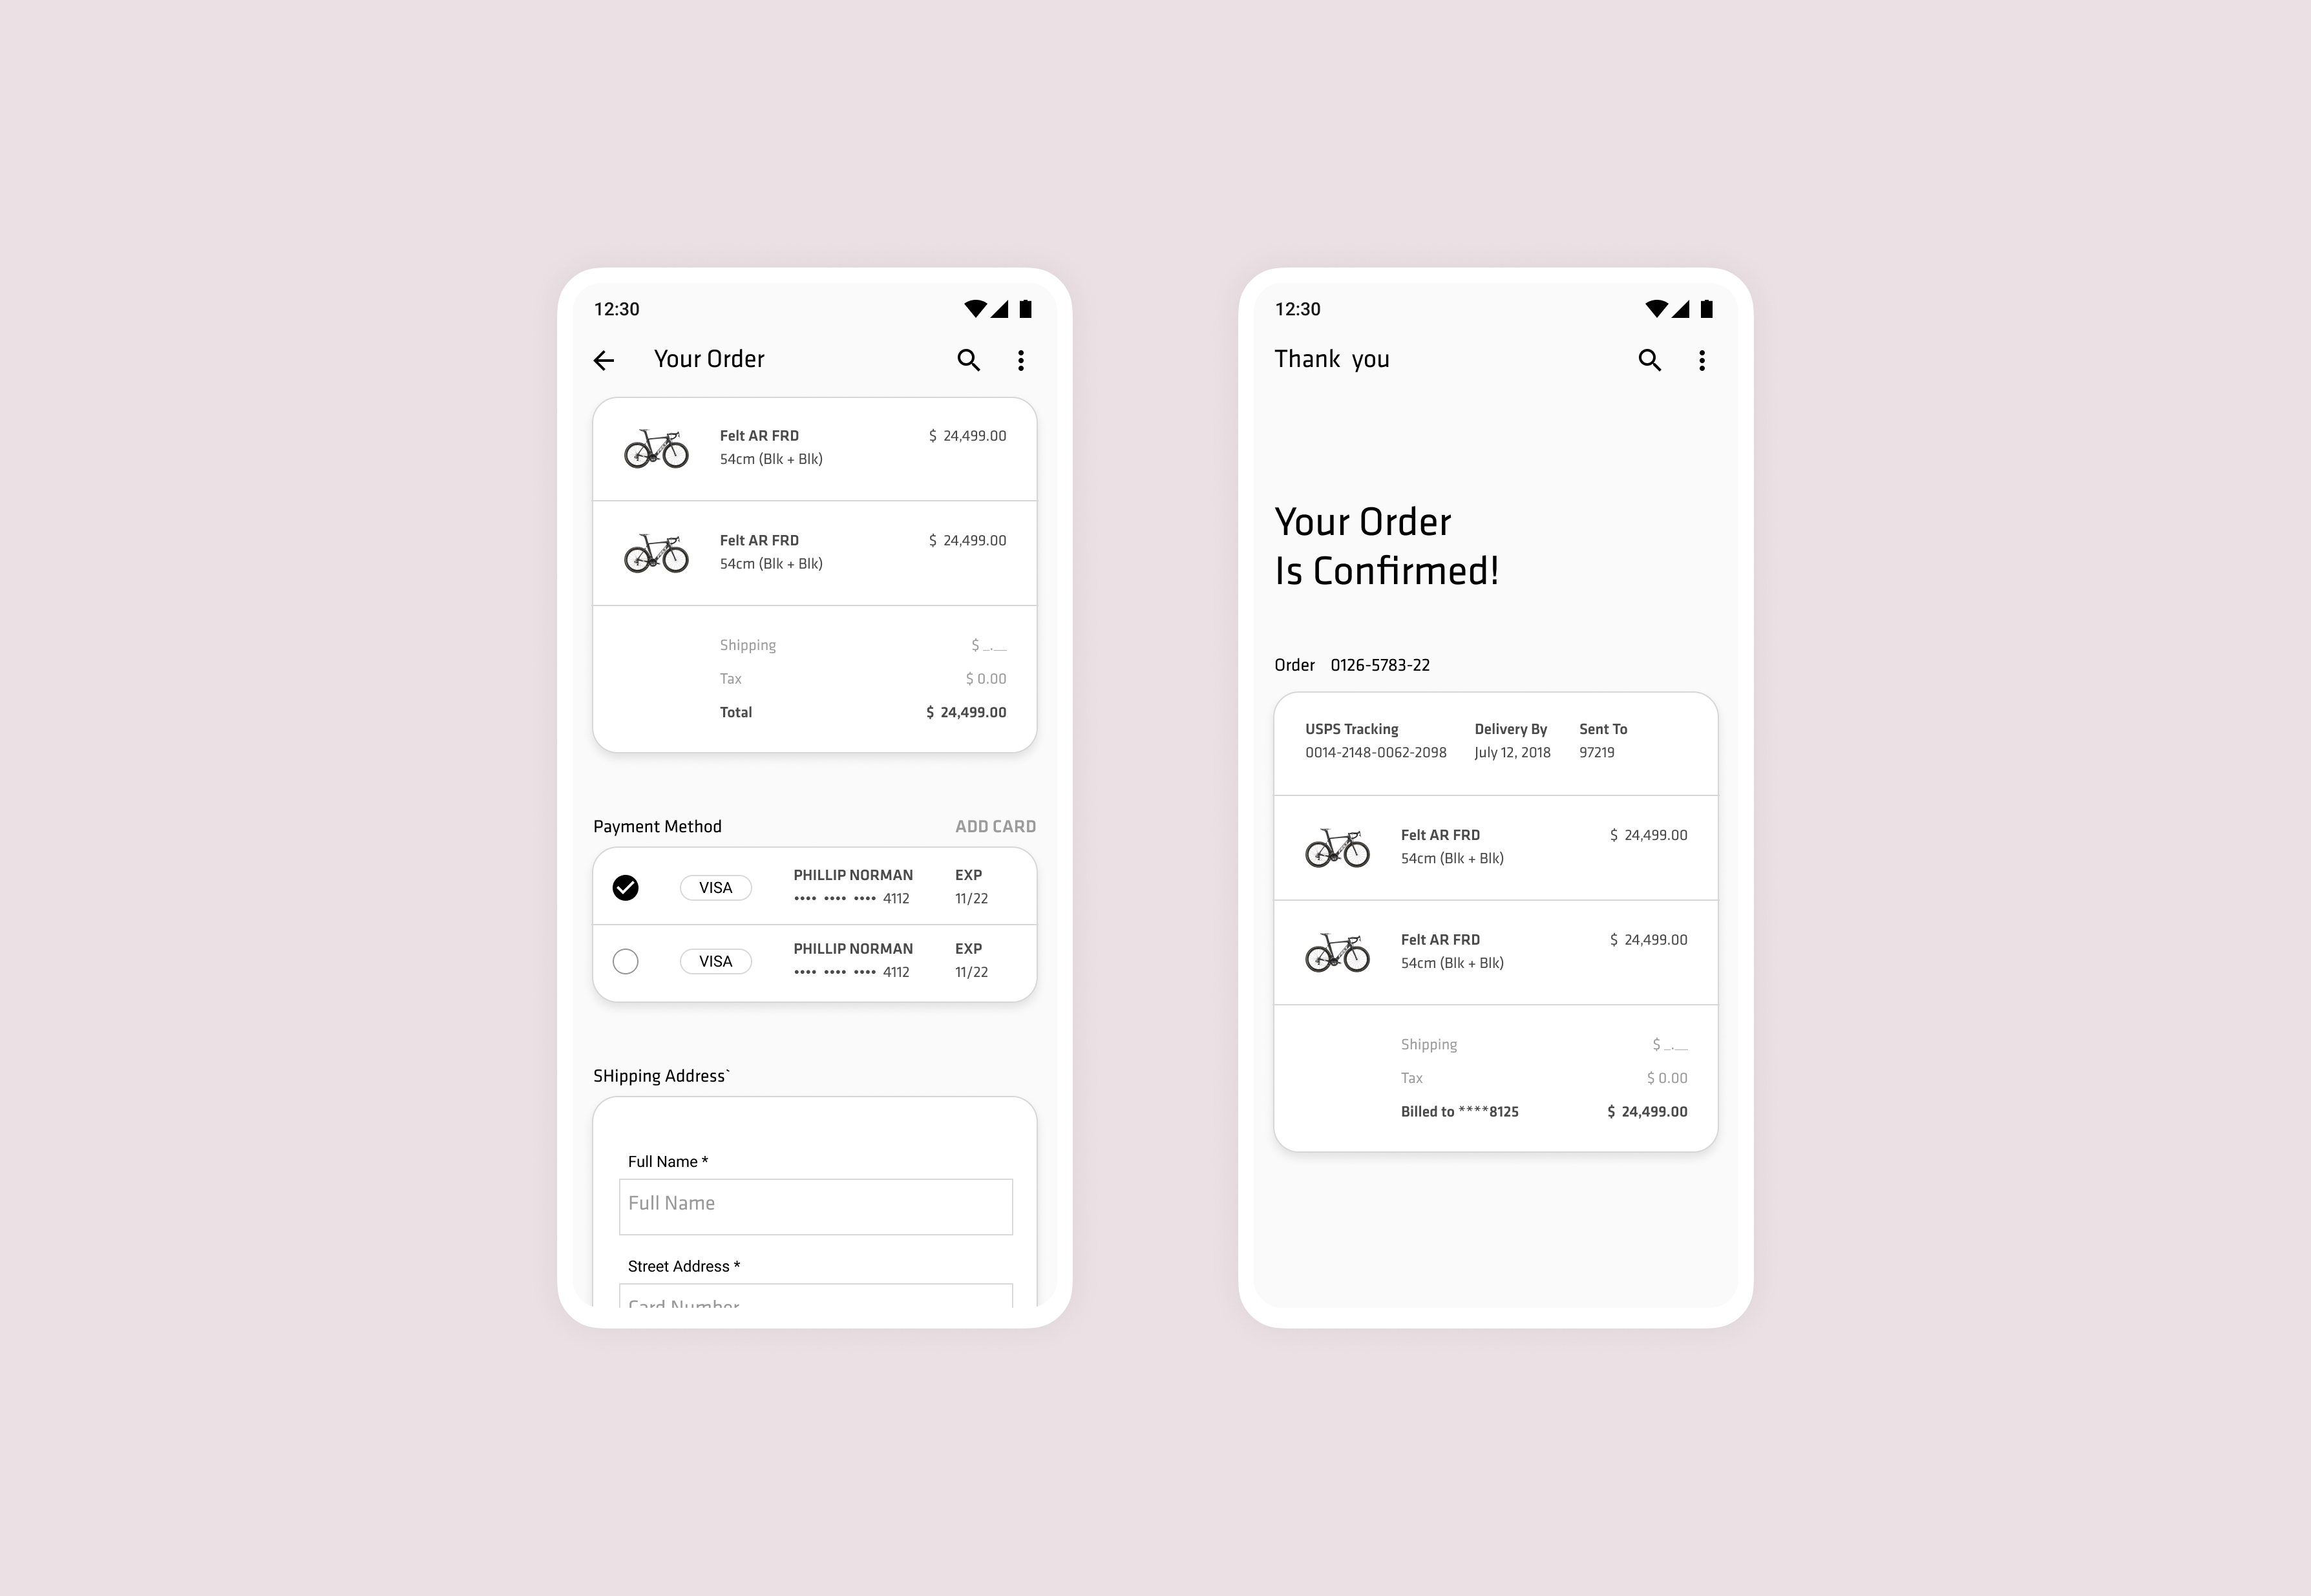 12:30
Your Order
Felt AR FRD $ 24,499.00
54cm (Blk + Blk)
Felt AR FRD $ 24,499.00
54cm (Blk + Blk)
Shipping $ _.__
Tax $ 0.00
Total $ 24,499.00
Payment Method ADD CARD
VISA PHILLIP NORMAN EXP
•••• •••• •••• 4112 11/22
VISA PHILLIP NORMAN EXP
•••• •••• •••• 4112 11/22
SHipping Address`
Full Name *
Full Name
Street Address *
Card Number
12:30
Thank you
Your Order
Is Confirmed!
Order 0126-5783-22
USPS Tracking Delivery By Sent To
0014-2148-0062-2098 July 12, 2018 97219
Felt AR FRD $ 24,499.00
54cm (Blk + Blk)
Felt AR FRD $ 24,499.00
54cm (Blk + Blk)
Shipping $ _.__
Tax $ 0.00
Billed to ****8125 $ 24,499.00